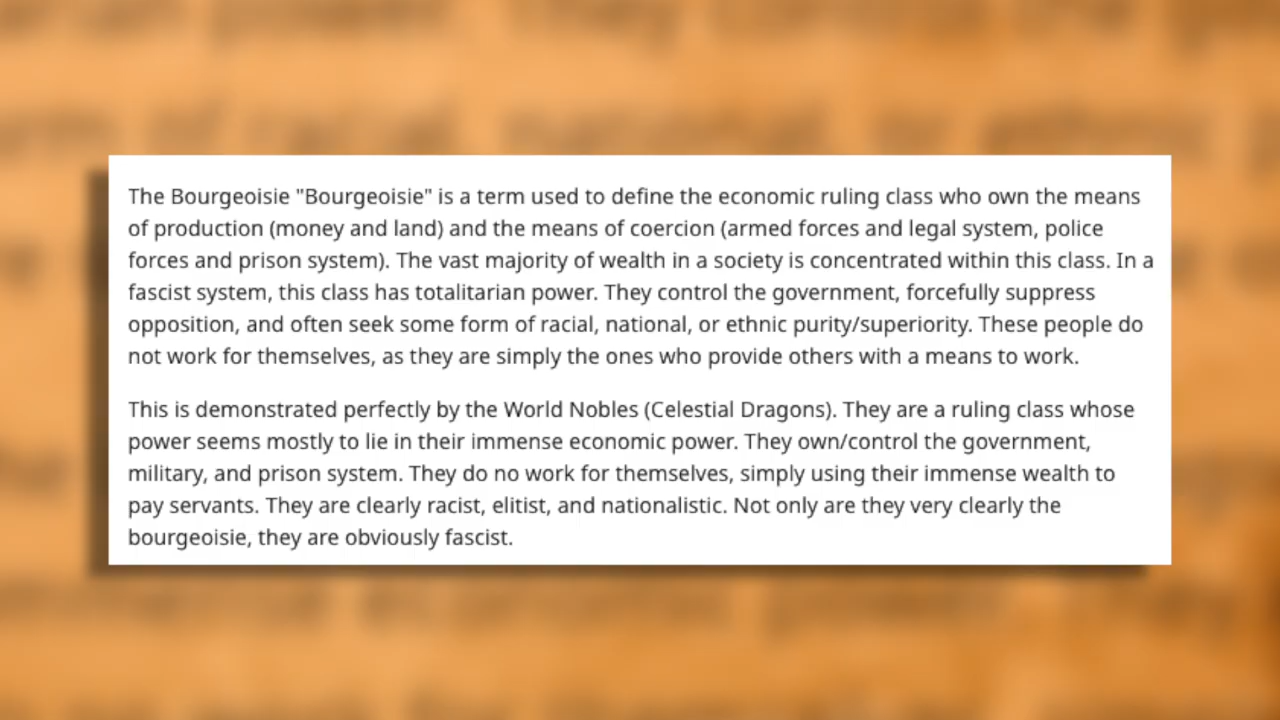 The Bourgeoisie "Bourgeoisie" is a term used to define the economic ruling class who own the means
of production (money and land) and the means of coercion (armed forces and legal system, police
forces and prison system). The vast majority of wealth in a society is concentrated within this class. In a
fascist system, this class has totalitarian power. They control the government, forcefully suppress
opposition, and often seek some form of racial, national, or ethnic purity/superiority. These people do
not work for themselves, as they are simply the ones who provide others with a means to work.
This is demonstrated perfectly by the World Nobles (Celestial Dragons). They are a ruling class whose
power seems mostly to lie in their immense economic power. They own/control the government,
military, and prison system. They do no work for themselves, simply using their immense wealth to
pay servants. They are clearly racist, elitist, and nationalistic. Not only are they very clearly the
bourgeoisie, they are obviously fascist.